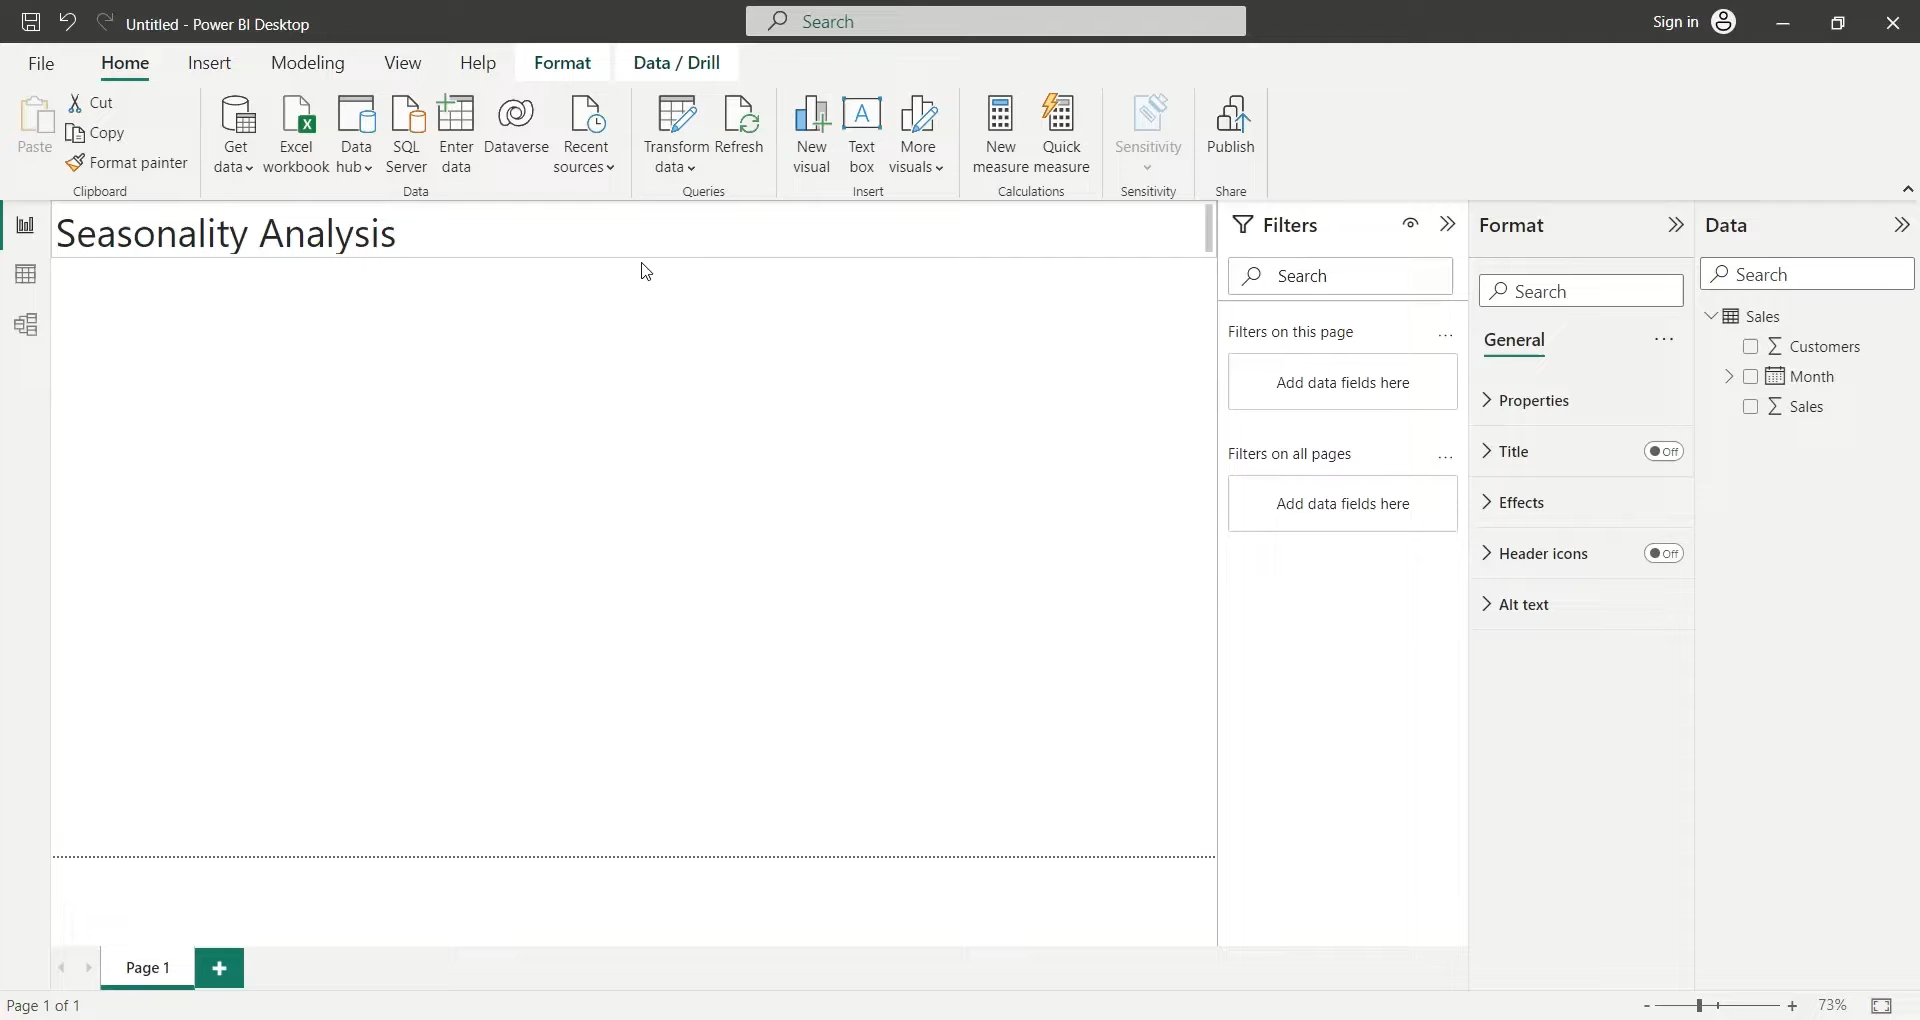 Untitled - Power BI Desktop
Search
Sign in
File Home Insert Modeling View Help Format Data / Drill
Paste
Cut
Copy
Format painter
Clipboard
Get data
Excel workbook
Data hub
SQL Server
Enter data
Dataverse
Recent sources
Data
Transform data
Refresh
Queries
New visual
A
Text box
More visuals
Insert
New measure
Quick measure
Calculations
Sensitivity
Sensitivity
Publish
Share
Seasonality Analysis
Filters
Search
Filters on this page ...
Add data fields here
Filters on all pages ...
Add data fields here
Format
Search
General ...
Properties
Title Off
Effects
Header icons Off
Alt text
Data
Search
Sales
Σ Customers
Month
Σ Sales
Page 1 +
Page 1 of 1
- + 73%